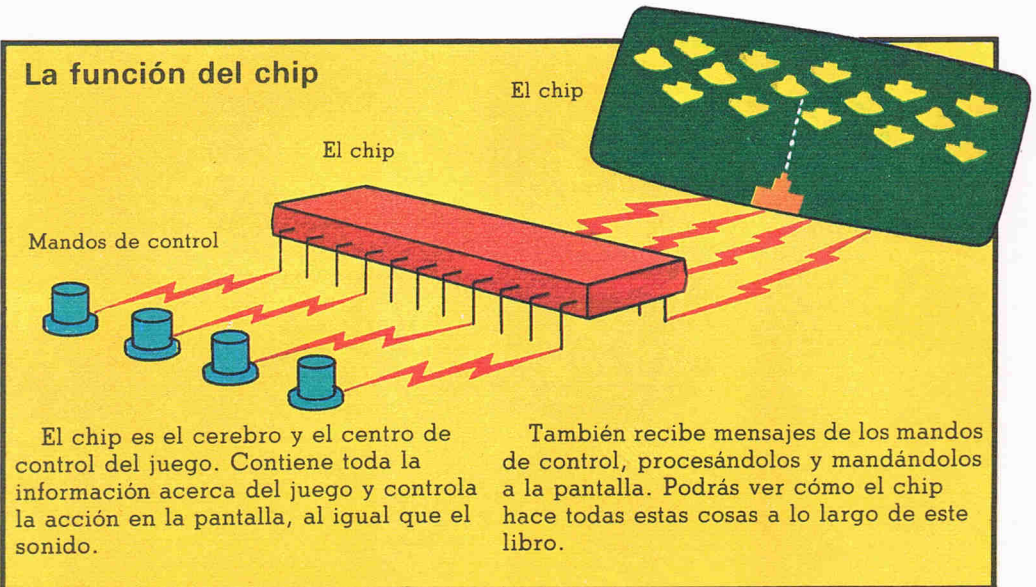 La función del chip
El chip
El chip
Mandos de control
El chip es el cerebro y el centro de
control del juego. Contiene toda la
información acerca del juego y controla
la acción en la pantalla, al igual que el
sonido.
También recibe mensajes de los mandos
de control, procesándolos y mandándolos
a la pantalla. Podrás ver cómo el chip
hace todas estas cosas a lo largo de este
libro.